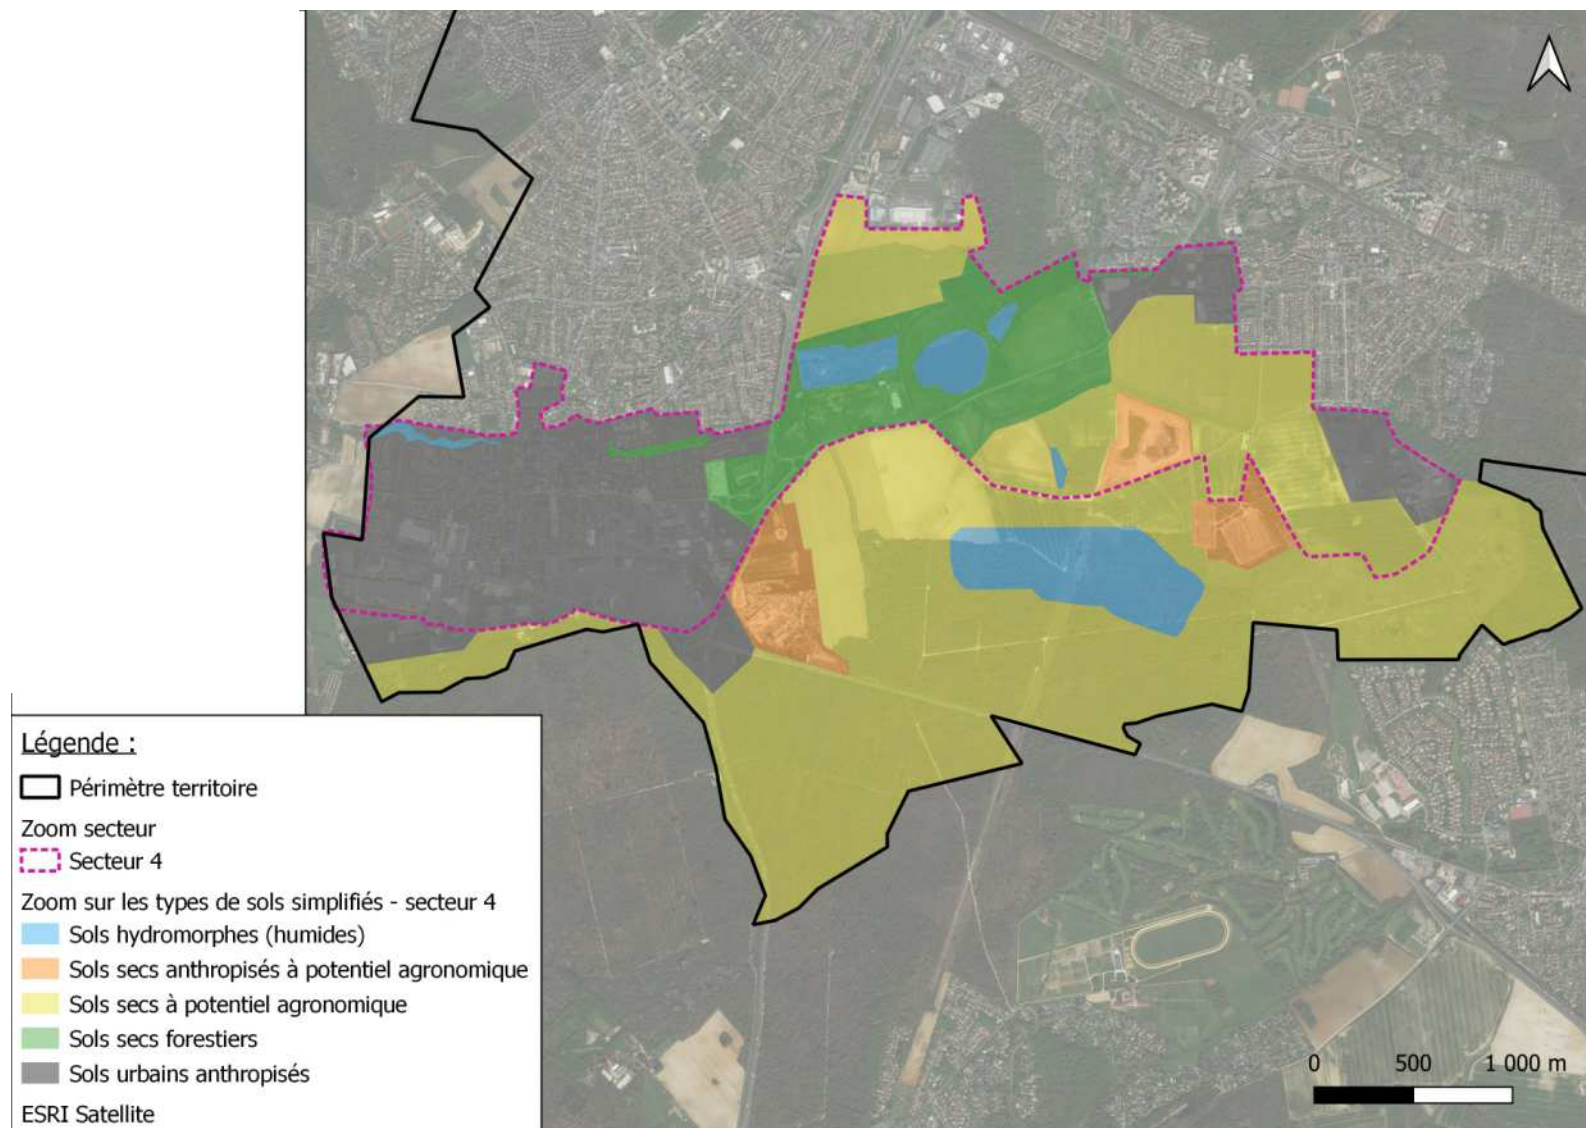 Légende :
Périmètre territoire
Zoom secteur
Secteur 4
Zoom sur les types de sols simplifiés - secteur 4
Sols hydromorphes (humides)
Sols secs anthropisés à potentiel agronomique
Sols secs à potentiel agronomique
Sols secs forestiers
Sols urbains anthropisés
ESRI Satellite
0 500 1 000 m